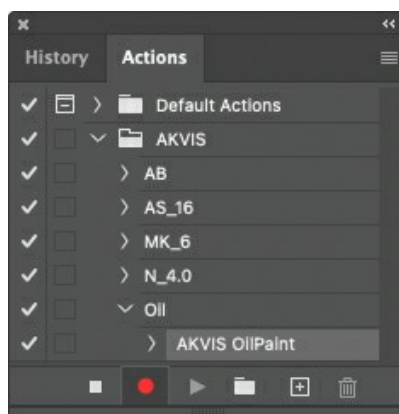 History Actions
Default Actions
AKVIS
AB
AS_16
MK_6
N_4.0
Oil
AKVIS OilPaint